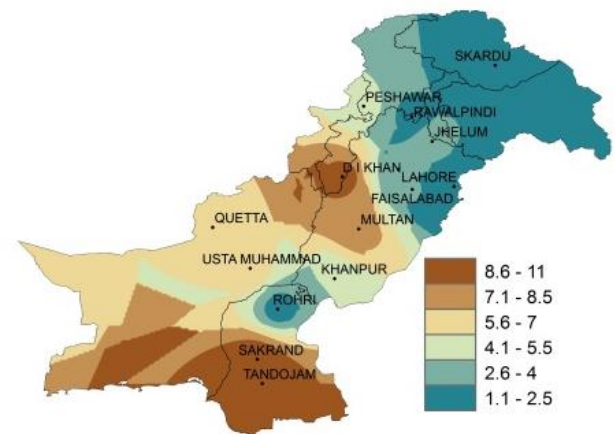 SKARDU
PESHAWAR
RAWALPINDI
JHELUM
D I KHAN
LAHORE
FAISALABAD
MULTAN
QUETTA
USTA MUHAMMAD
KHANPUR
ROHRI
SAKRAND
TANDOJAM
8.6 - 11
7.1 - 8.5
5.6 - 7
4.1 - 5.5
2.6 - 4
1.1 - 2.5